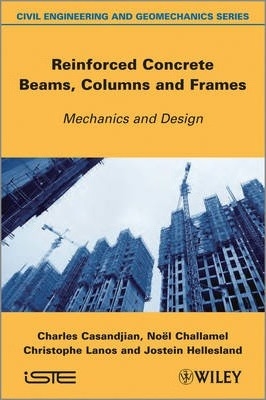 CIVIL ENGINEERING AND GEOMECHANICS SERIES
Reinforced Concrete
Beams, Columns and Frames
Mechanics and Design
Charles Casandjian, Noël Challamel
Christophe Lanos and Jostein Hellesland
iSTE
WILEY